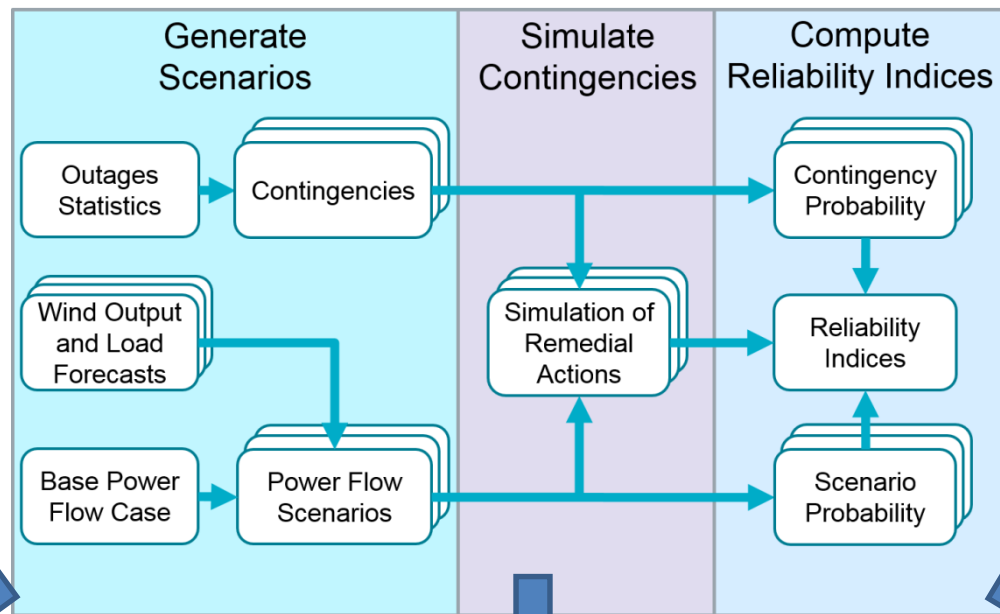 Generate
Scenarios
Simulate
Contingencies
Compute
Reliability Indices
Outages
Statistics
Contingencies
Contingency
Probability
Wind Output
and Load
Forecasts
Simulation of
Remedial
Actions
Reliability
Indices
Base Power
Flow Case
Power Flow
Scenarios
Scenario
Probability